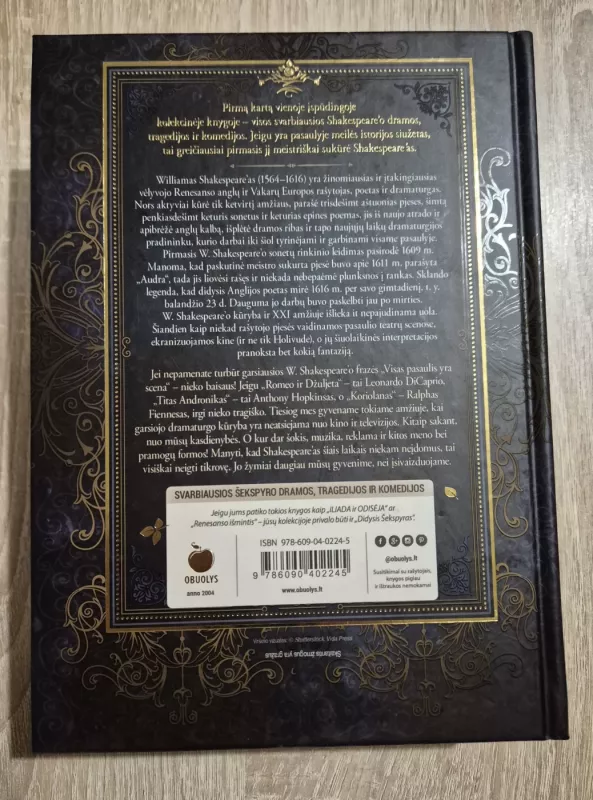 Pirmą kartą vienoje įspūdingoje
kolekcinėje knygoje – visos svarbiausios Shakespeare'o dramos,
tragedijos ir komedijos. Jeigu yra pasaulyje meilės istorijos siužetas,
tai greičiausiai pirmasis jį meistriškai sukūrė Shakespeare'as.
Williamas Shakespeare'as (1564–1616) yra žinomiausias ir įtakingiausias
vėlyvojo Renesanso anglų ir Vakarų Europos rašytojas, poetas ir dramaturgas.
Nors aktyviai kūrė tik ketvirtį amžiaus, parašė trisdešimt aštuonias pjeses, šimtą
penkiasdešimt keturis sonetus ir keturias epines poemas, jis iš naujo atrado ir
apibrėžė anglų kalbą, išplėtė dramos ribas ir tapo naujųjų laikų dramaturgijos
pradininku, kurio darbai iki šiol tyrinėjami ir garbinami visame pasaulyje.
Pirmasis W. Shakespeare'o sonetų rinkinio leidimas pasirodė 1609 m.
Manoma, kad paskutinė meistro sukurta pjesė buvo apie 1611 m. parašyta
„Audra“, tada jis liovėsi rašęs ir niekada nebepaėmė plunksnos į rankas. Sklando
legenda, kad didysis Anglijos poetas mirė 1616 m. per savo gimtadienį, t. y.
balandžio 23 d. Dauguma jo darbų buvo paskelbti jau po mirties.
W. Shakespeare'o kūryba ir XXI amžiuje išlieka it nepajudinama uola.
Šiandien kaip niekad rašytojo pjesės vaidinamos pasaulio teatrų scenose,
ekranizuojamos kine (ir ne tik Holivude), o jų šiuolaikinės interpretacijos
pranoksta bet kokią fantaziją.
Jei nepamenate turbūt garsiausios W. Shakespeare'o frazės „Visas pasaulis yra
scena“ – nieko baisaus! Jeigu „Romeo ir Džuljeta“ – tai Leonardo DiCaprio,
„Titas Andronikas“ – tai Anthony Hopkinsas, o „Koriolanas“ – Ralphas
Fiennesas, irgi nieko tragiško. Tiesiog mes gyvename tokiame amžiuje, kai
garsiojo dramaturgo kūryba yra neatsiejama nuo kino ir televizijos. Kitaip sakant,
nuo mūsų kasdienybės. O kur dar šokis, muzika, reklama ir kitos meno bei
pramogų formos! Manyti, kad Shakespeare'as šiais laikais niekam neįdomus, tai
visiškai neigti tikrovę. Jo žymiai daugiau mūsų gyvenime, nei įsivaizduojame.
SVARBIAUSIOS ŠEKSPYRO DRAMOS, TRAGEDIJOS IR KOMEDIJOS
Jeigu jums patiko tokios knygos kaip „ILIADA ir ODISĖJA“ ar
„Renesanso išmintis“ – jūsų kolekcijoje privalo būti ir „Didysis Šekspyras“.
OBUOLYS
anno 2004
ISBN 978-609-04-0224-5
9 786090 402245
www.obuolys.lt
@obuolys.lt
Susitikimai su rašytojais,
knygos pigiau
ir ištraukos nemokamai
Viršelio nuotr. © Shutterstock, Vida Press
Skaitantis žmogus yra gražus